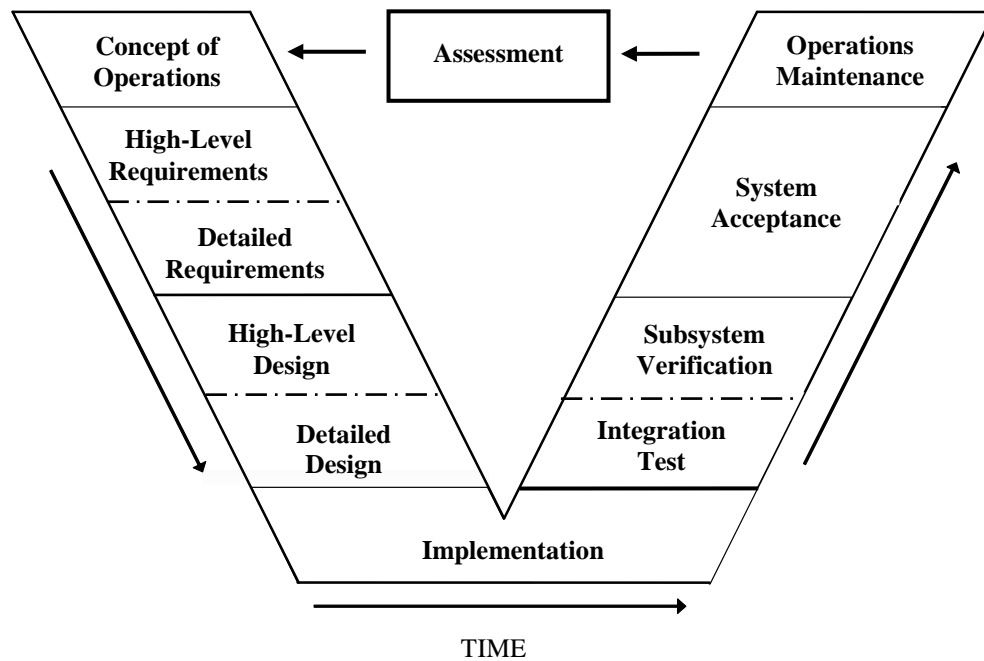 Concept of
Operations
Assessment
Operations
Maintenance
High-Level
Requirements
System
Acceptance
Detailed
Requirements
High-Level
Design
Subsystem
Verification
Detailed
Design
Integration
Test
Implementation
TIME